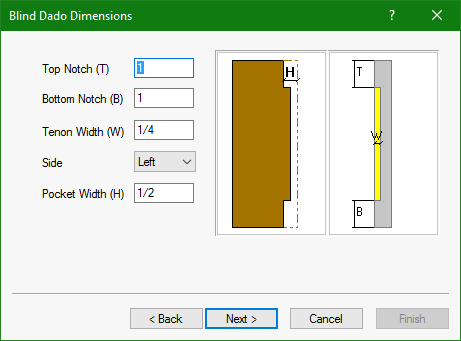 Blind Dado Dimensions
? ×
Top Notch (T) 1
Bottom Notch (B) 1
Tenon Width (W) 1/4
Side Left
Pocket Width (H) 1/2
H
T
W
B
< Back Next > Cancel Finish